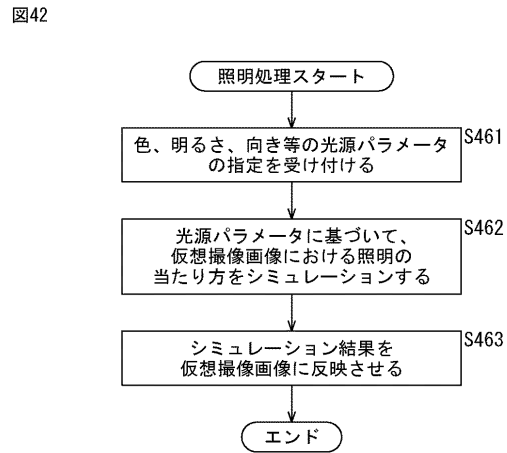 図42
照明処理スタート
S461
色、明るさ、向き等の光源パラメータ
の指定を受け付ける
S462
光源パラメータに基づいて、
仮想撮像画像における照明の
当たり方をシミュレーションする
S463
シミュレーション結果を
仮想撮像画像に反映させる
エンド